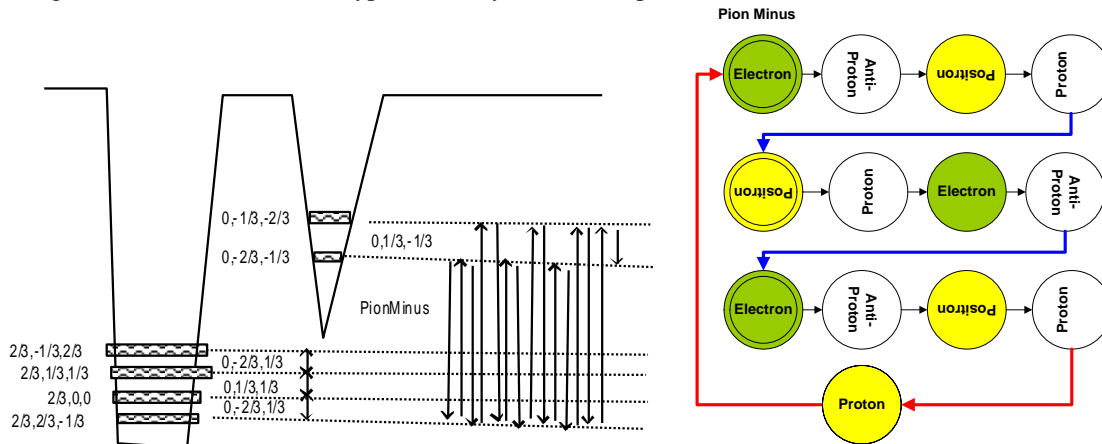 Pion Minus
Electron
Anti-
Proton
Positron
Proton
Positron
Proton
Electron
Anti-
Proton
Electron
Anti-
Proton
Positron
Proton
Proton
0,-1/3,-2/3
0,1/3,-1/3
0,-2/3,-1/3
PionMinus
2/3,-1/3,2/3
0,-2/3,1/3
2/3,1/3,1/3
0,1/3,1/3
2/3,0,0
0,-2/3,1/3
2/3,2/3,-1/3